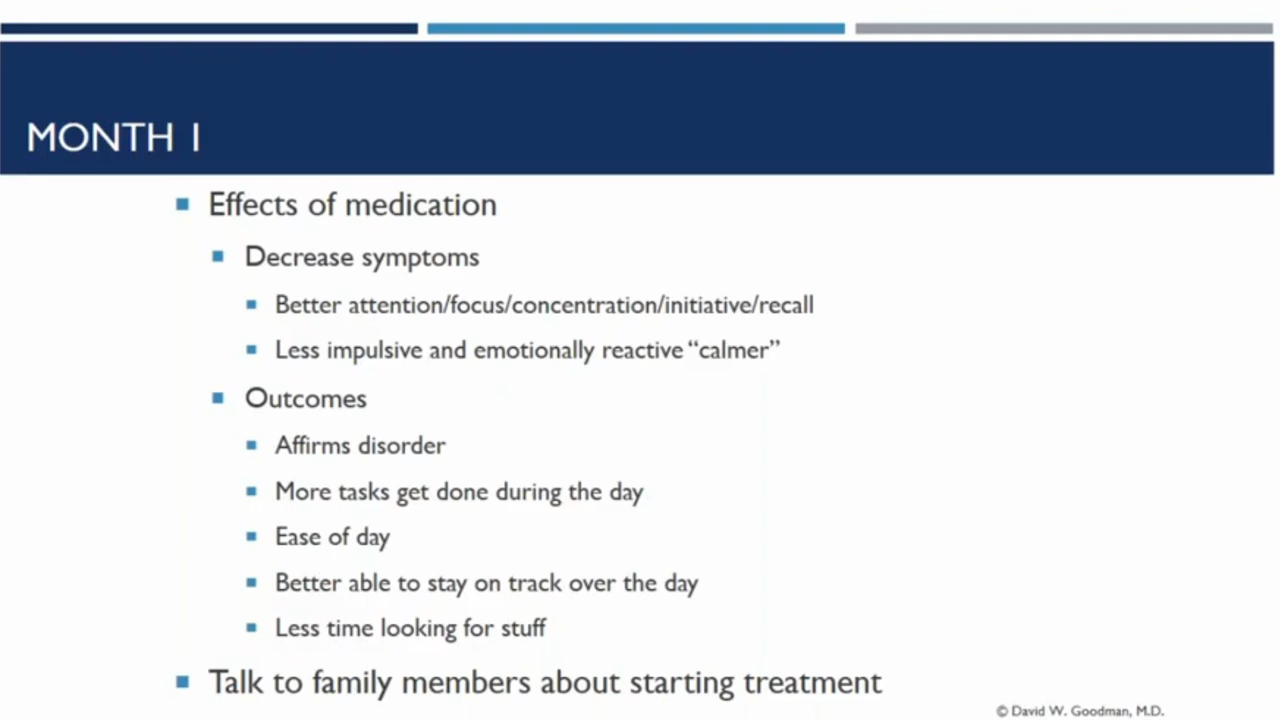 MONTH 1
Effects of medication
Decrease symptoms
Better attention/focus/concentration/initiative/recall
Less impulsive and emotionally reactive “calmer”
Outcomes
Affirms disorder
More tasks get done during the day
Ease of day
Better able to stay on track over the day
Less time looking for stuff
Talk to family members about starting treatment
© David W. Goodman, M.D.